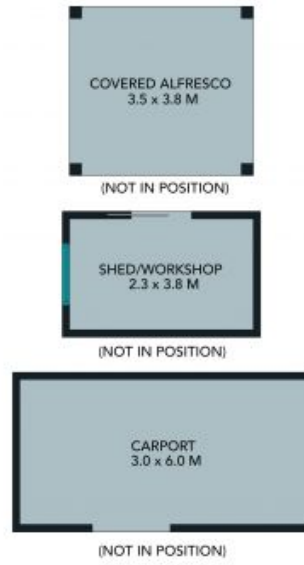 COVERED ALFRESCO
3.5 x 3.8 M
(NOT IN POSITION)
SHED/WORKSHOP
2.3 x 3.8 M
(NOT IN POSITION)
CARPORT
3.0 x 6.0 M
(NOT IN POSITION)